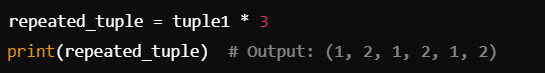 repeated_tuple = tuple1 * 3
print(repeated_tuple)  # Output: (1, 2, 1, 2, 1, 2)